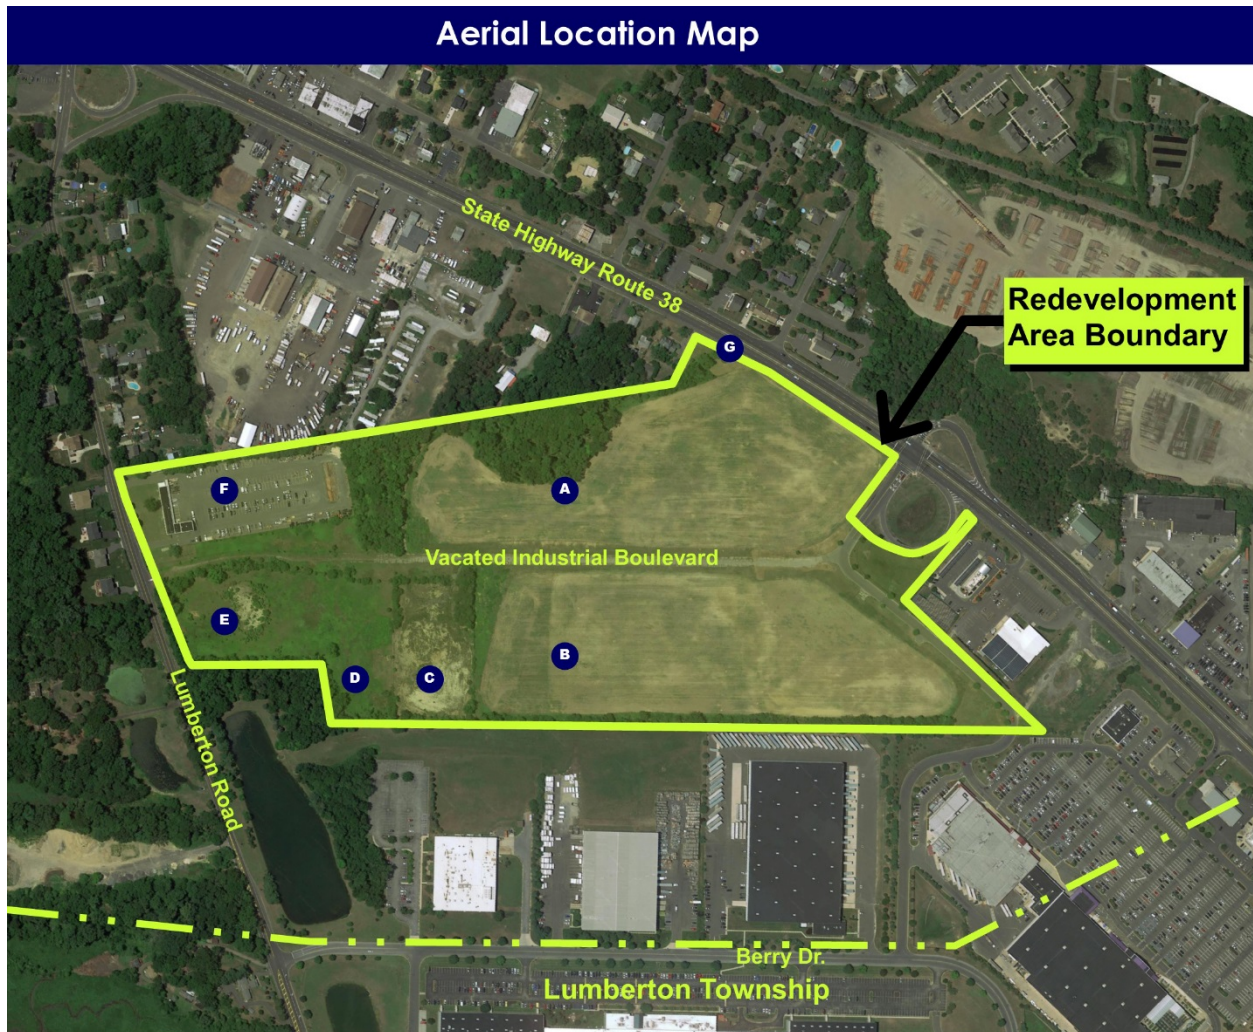 Aerial Location Map
State Highway Route 38
Redevelopment
Area Boundary
G
F
A
Vacated Industrial Boulevard
E
B
D
C
Lumberton Road
Berry Dr.
Lumberton Township